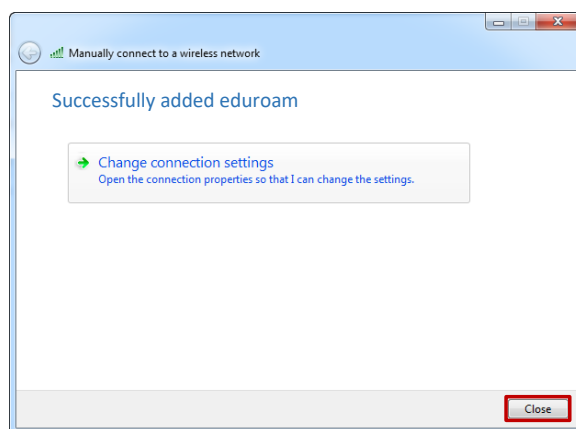 Manually connect to a wireless network
Successfully added eduroam
Change connection settings
Open the connection properties so that I can change the settings.
Close